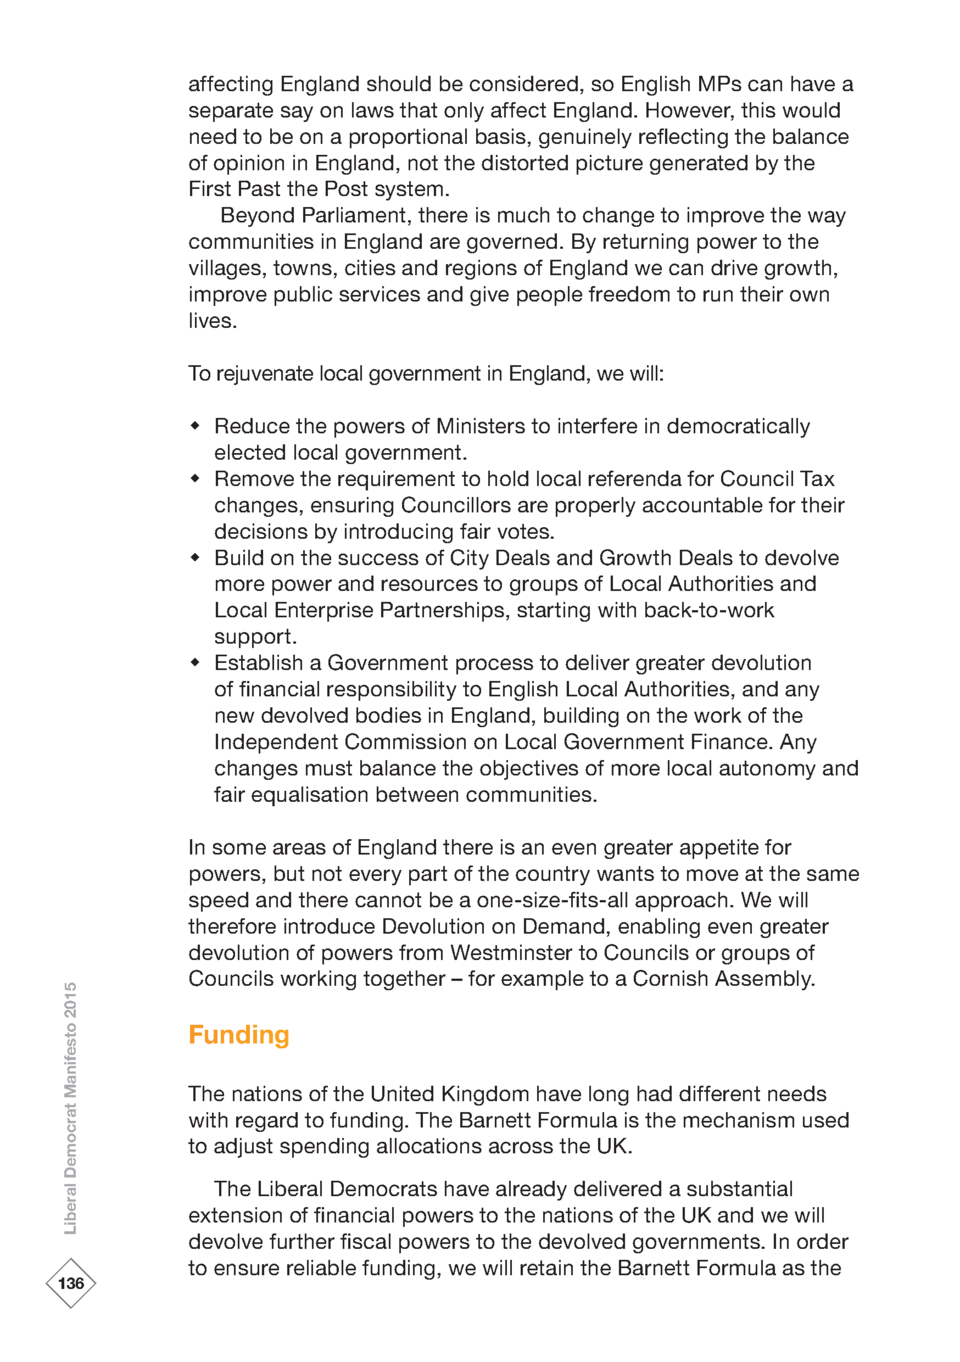 affecting England should be considered, so English MPs can have a
separate say on laws that only affect England. However, this would
need to be on a proportional basis, genuinely reflecting the balance
of opinion in England, not the distorted picture generated by the
First Past the Post system.
Beyond Parliament, there is much to change to improve the way
communities in England are governed. By returning power to the
villages, towns, cities and regions of England we can drive growth,
improve public services and give people freedom to run their own
lives.
To rejuvenate local government in England, we will:
◆ Reduce the powers of Ministers to interfere in democratically
elected local government.
◆ Remove the requirement to hold local referenda for Council Tax
changes, ensuring Councillors are properly accountable for their
decisions by introducing fair votes.
◆ Build on the success of City Deals and Growth Deals to devolve
more power and resources to groups of Local Authorities and
Local Enterprise Partnerships, starting with back-to-work
support.
◆ Establish a Government process to deliver greater devolution
of financial responsibility to English Local Authorities, and any
new devolved bodies in England, building on the work of the
Independent Commission on Local Government Finance. Any
changes must balance the objectives of more local autonomy and
fair equalisation between communities.
In some areas of England there is an even greater appetite for
powers, but not every part of the country wants to move at the same
speed and there cannot be a one-size-fits-all approach. We will
therefore introduce Devolution on Demand, enabling even greater
devolution of powers from Westminster to Councils or groups of
Councils working together – for example to a Cornish Assembly.
Funding
The nations of the United Kingdom have long had different needs
with regard to funding. The Barnett Formula is the mechanism used
to adjust spending allocations across the UK.
The Liberal Democrats have already delivered a substantial
extension of financial powers to the nations of the UK and we will
devolve further fiscal powers to the devolved governments. In order
to ensure reliable funding, we will retain the Barnett Formula as the
Liberal Democrat Manifesto 2015
136